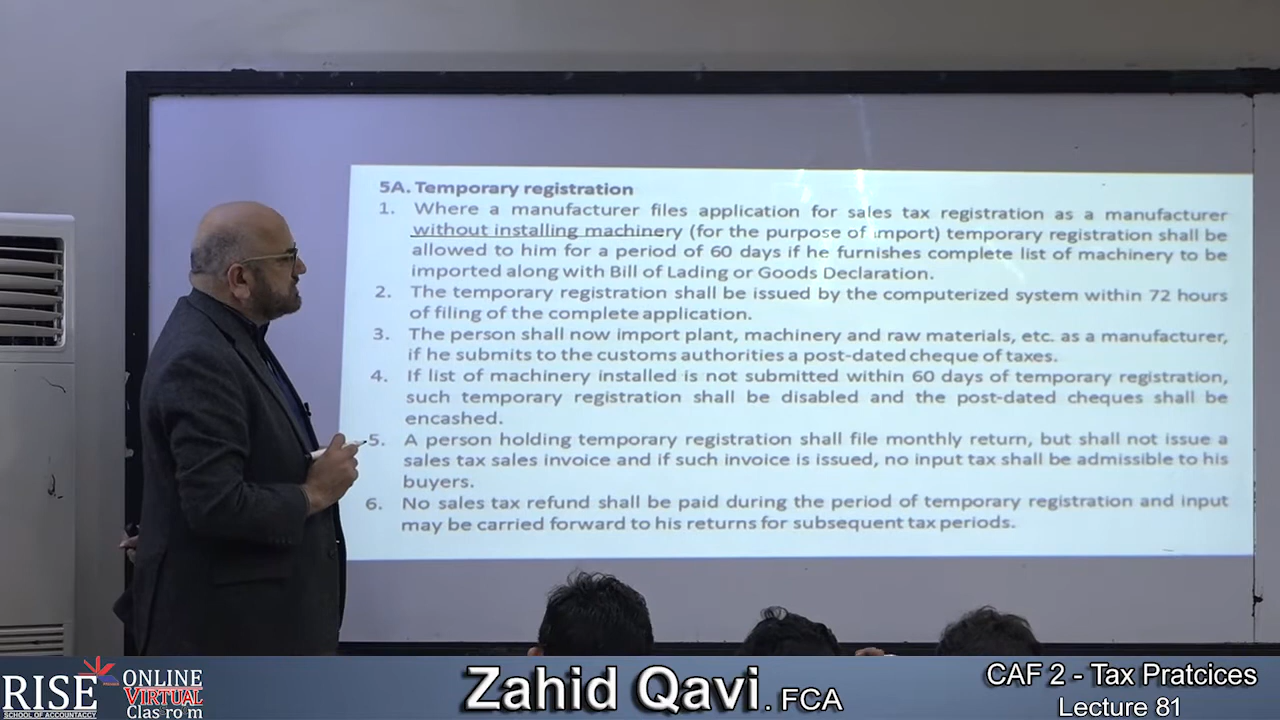 5A. Temporary registration
1. Where a manufacturer files application for sales tax registration as a manufacturer
without installing machinery (for the purpose of import) temporary registration shall be
allowed to him for a period of 60 days if he furnishes complete list of machinery to be
imported along with Bill of Lading or Goods Declaration.
2. The temporary registration shall be issued by the computerized system within 72 hours
of filing of the complete application.
3. The person shall now import plant, machinery and raw materials, etc. as a manufacturer,
if he submits to the customs authorities a post-dated cheque of taxes.
4. If list of machinery installed is not submitted within 60 days of temporary registration,
such temporary registration shall be disabled and the post-dated cheques shall be
encashed.
5. A person holding temporary registration shall file monthly return, but shall not issue a
sales tax sales invoice and if such invoice is issued, no input tax shall be admissible to his
buyers.
6. No sales tax refund shall be paid during the period of temporary registration and input
may be carried forward to his returns for subsequent tax periods.
RISE
SCHOOL OF ACCOUNTACCY
ONLINE
VIRTUAL
Clas ro m
Zahid Qavi. FCA
CAF 2 - Tax Pratcices
Lecture 81